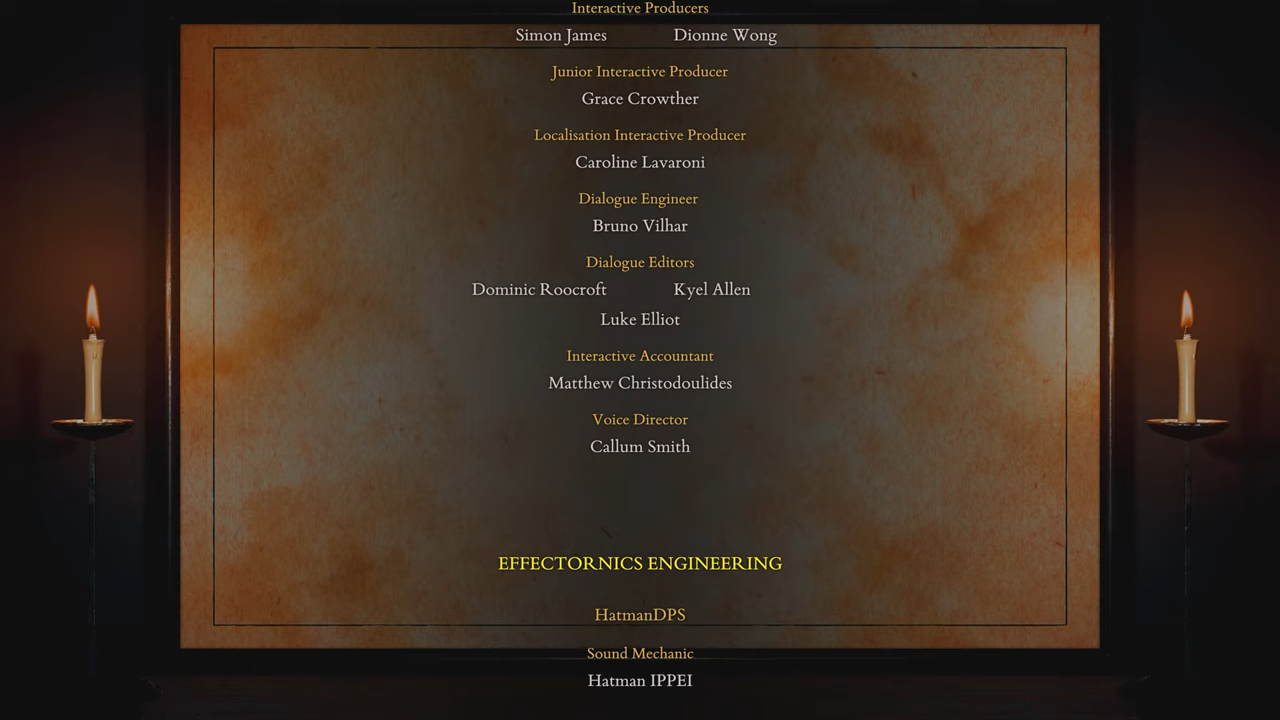 Interactive Producers
Simon James Dionne Wong
Junior Interactive Producer
Grace Crowther
Localisation Interactive Producer
Caroline Lavaroni
Dialogue Engineer
Bruno Vilhar
Dialogue Editors
Dominic Roocroft Kyel Allen
Luke Elliot
Interactive Accountant
Matthew Christodoulides
Voice Director
Callum Smith
EFFECTORNICS ENGINEERING
HatmanDPS
Sound Mechanic
Hatman IPPEI